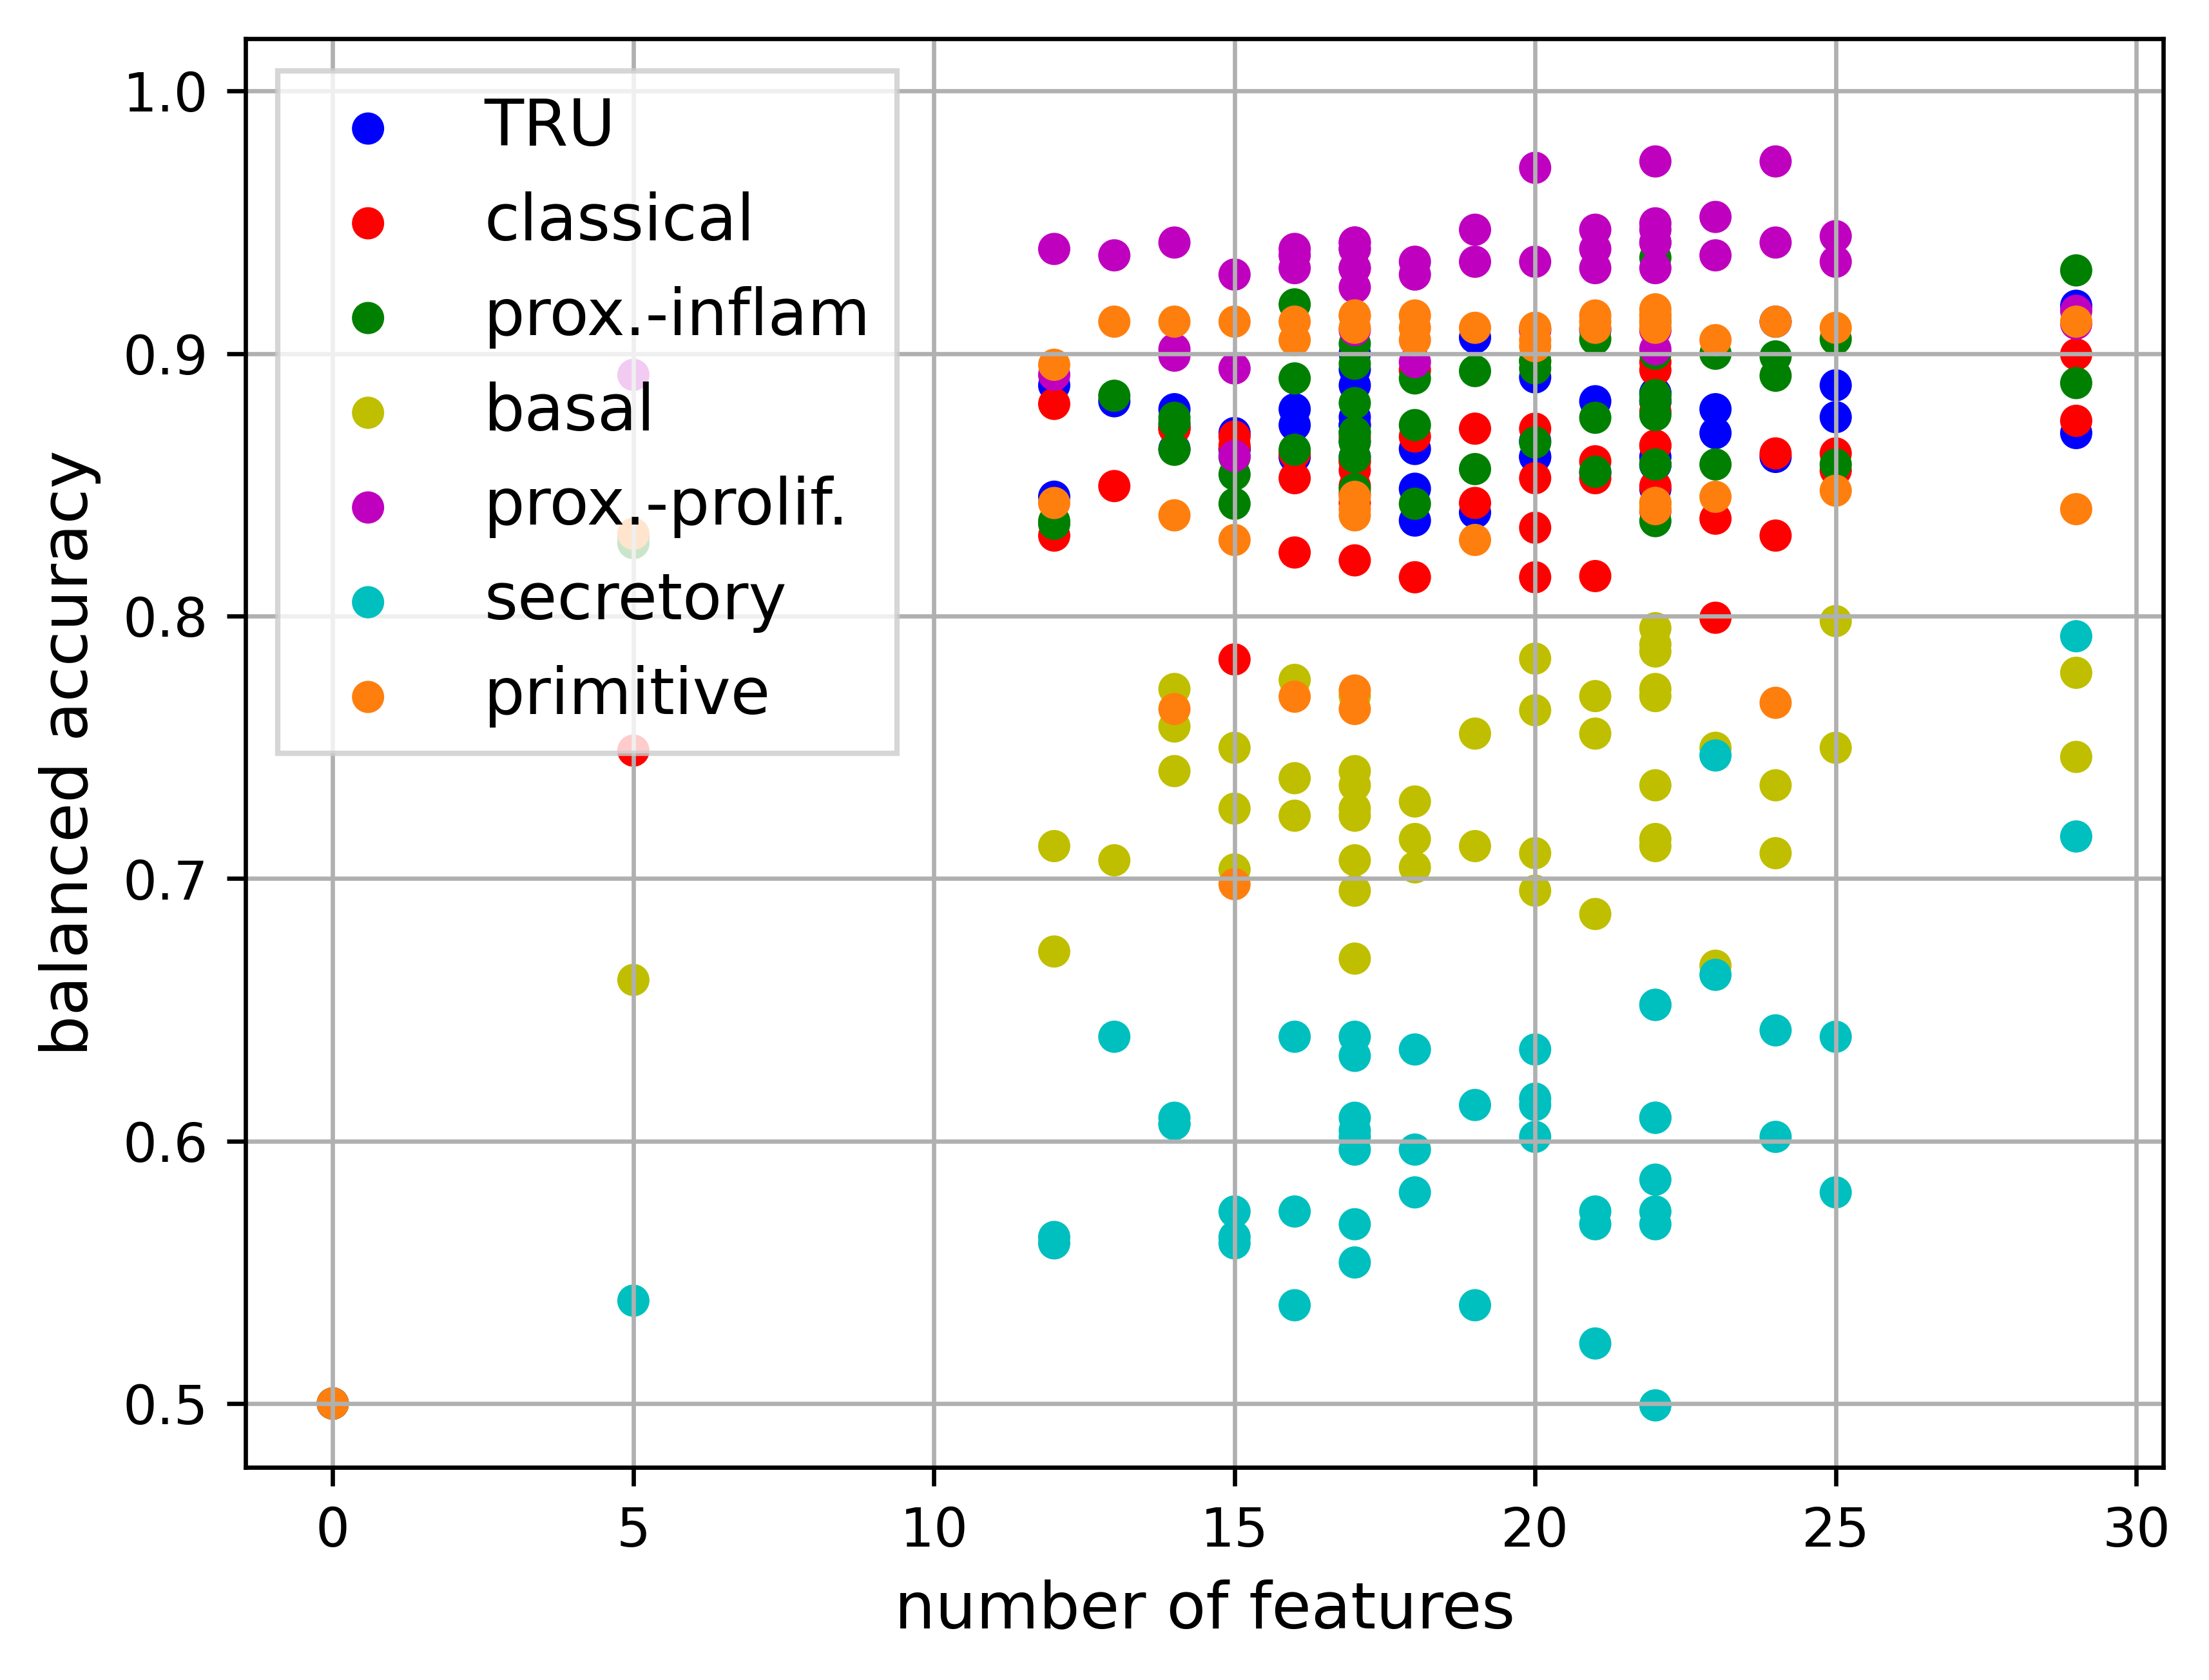 1.0
0.9
0.8
0.7
0.6
0.5
balanced accuracy
TRU
classical
prox.-inflam
basal
prox.-prolif.
secretory
primitive
0 5 10 15 20 25 30
number of features